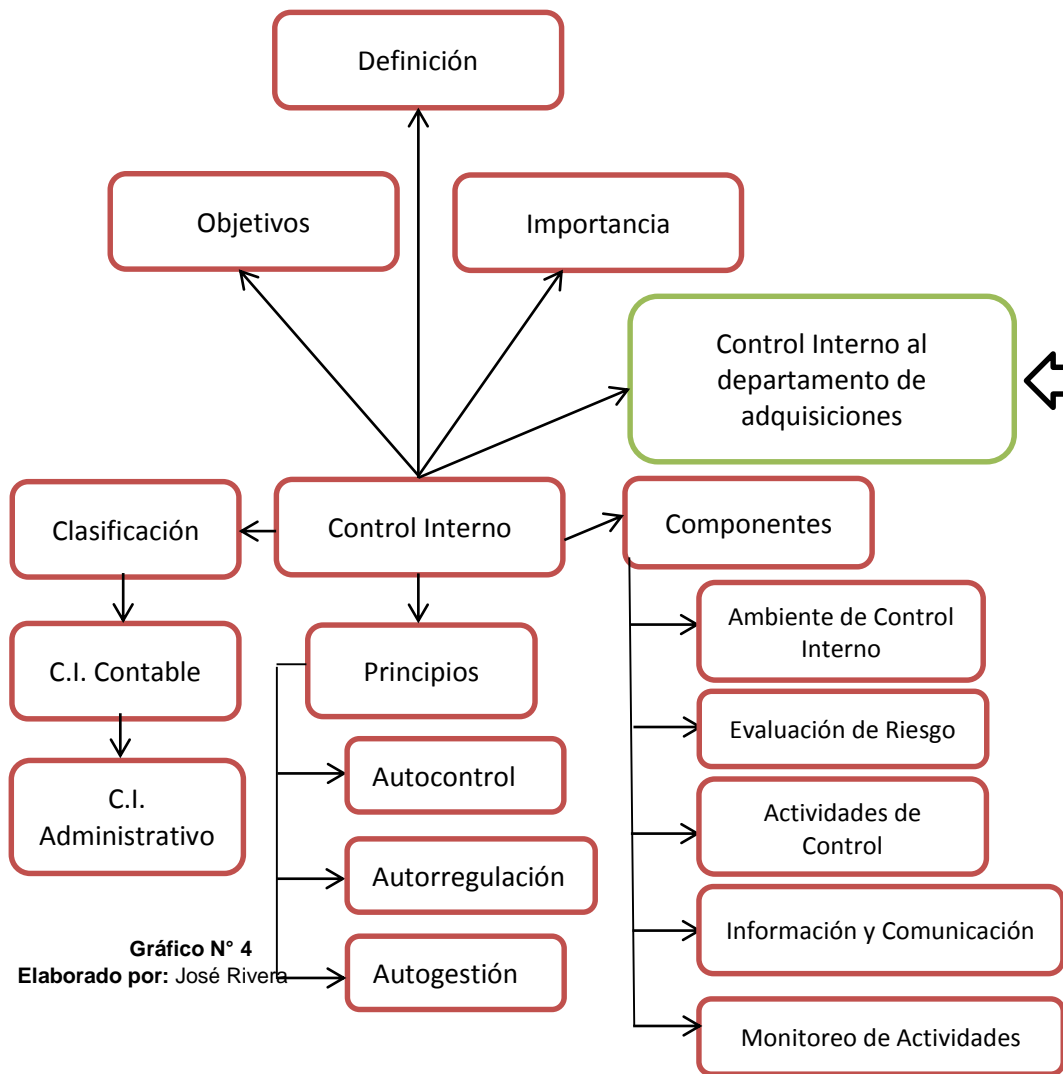 Definición
Objetivos
Importancia
Control Interno al
departamento de
adquisiciones
Clasificación
Control Interno
Componentes
C.I. Contable
C.I.
Administrativo
Principios
Autocontrol
Autorregulación
Autogestión
Ambiente de Control
Interno
Evaluación de Riesgo
Actividades de
Control
Información y Comunicación
Monitoreo de Actividades
Gráfico N° 4
Elaborado por: José Rivera